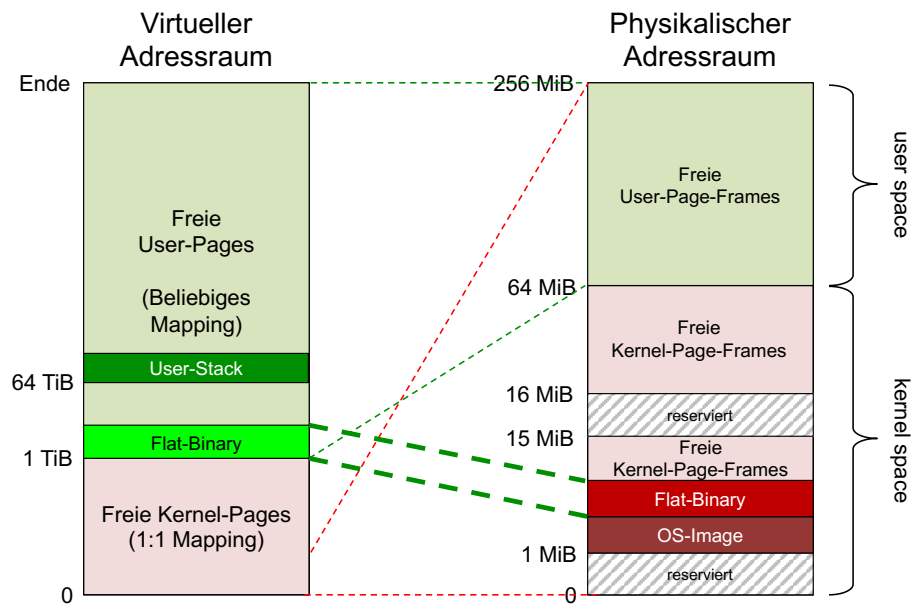 Virtueller
Adressraum
Physikalischer
Adressraum
Ende
256 MiB
Freie
User-Pages
(Beliebiges
Mapping)
User-Stack
64 TiB
Flat-Binary
1 TiB
Freie Kernel-Pages
(1:1 Mapping)
0
Freie
User-Page-Frames
64 MiB
Freie
Kernel-Page-Frames
16 MiB
reserviert
15 MiB
Freie
Kernel-Page-Frames
Flat-Binary
OS-Image
1 MiB
reserviert
0
user space
kernel space